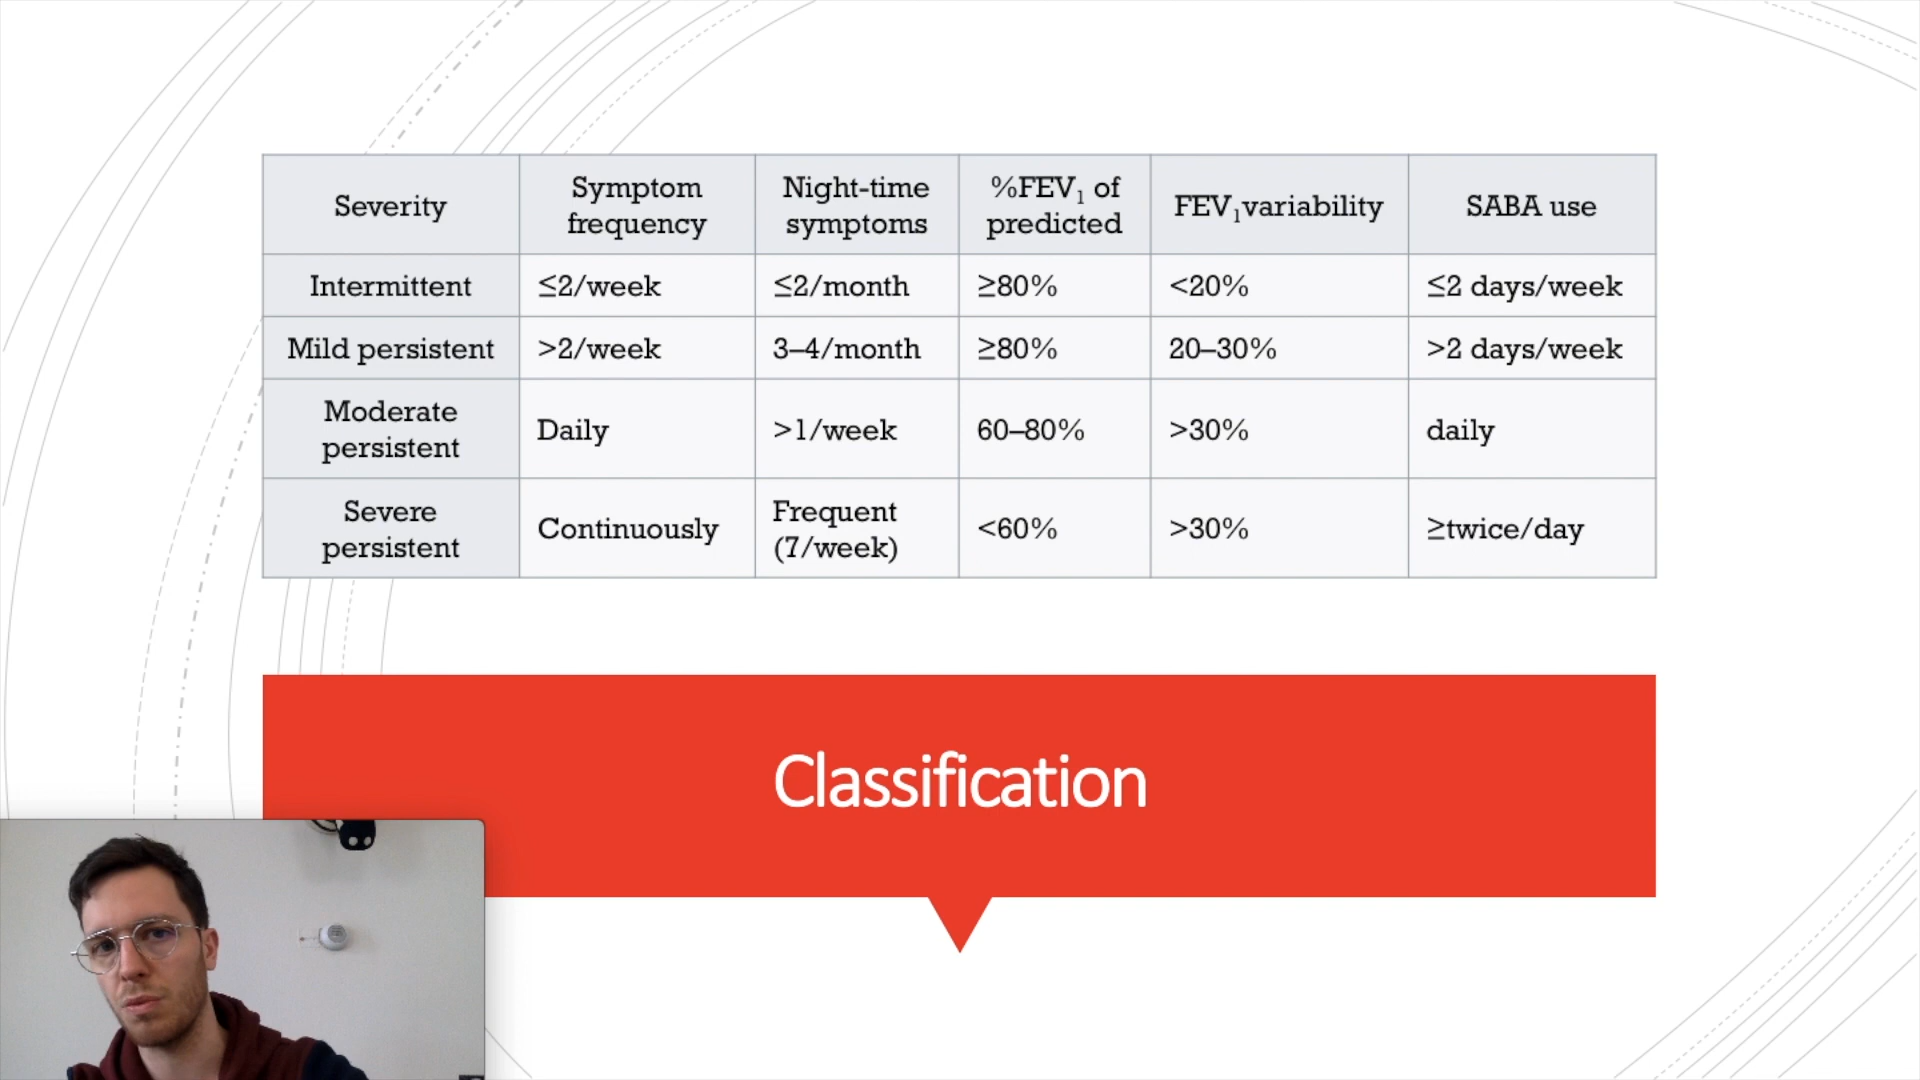 Severity Symptom frequency Night-time symptoms %FEV₁ of predicted FEV₁variability SABA use
Intermittent ≤2/week ≤2/month ≥80% <20% ≤2 days/week
Mild persistent >2/week 3–4/month ≥80% 20–30% >2 days/week
Moderate persistent Daily >1/week 60–80% >30% daily
Severe persistent Continuously Frequent (7/week) <60% >30% ≥twice/day
Classification